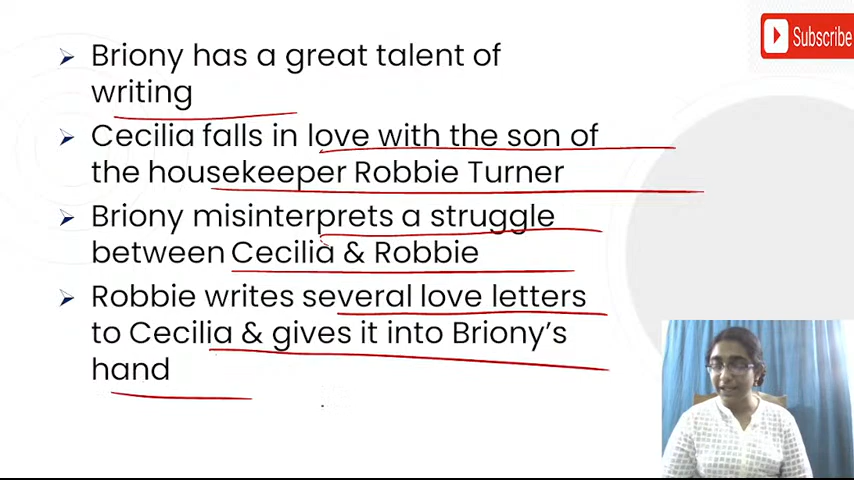 Subscribe
➤ Briony has a great talent of
writing
➤ Cecilia falls in love with the son of
the housekeeper Robbie Turner
➤ Briony misinterprets a struggle
between Cecilia & Robbie
➤ Robbie writes several love letters
to Cecilia & gives it into Briony's
hand